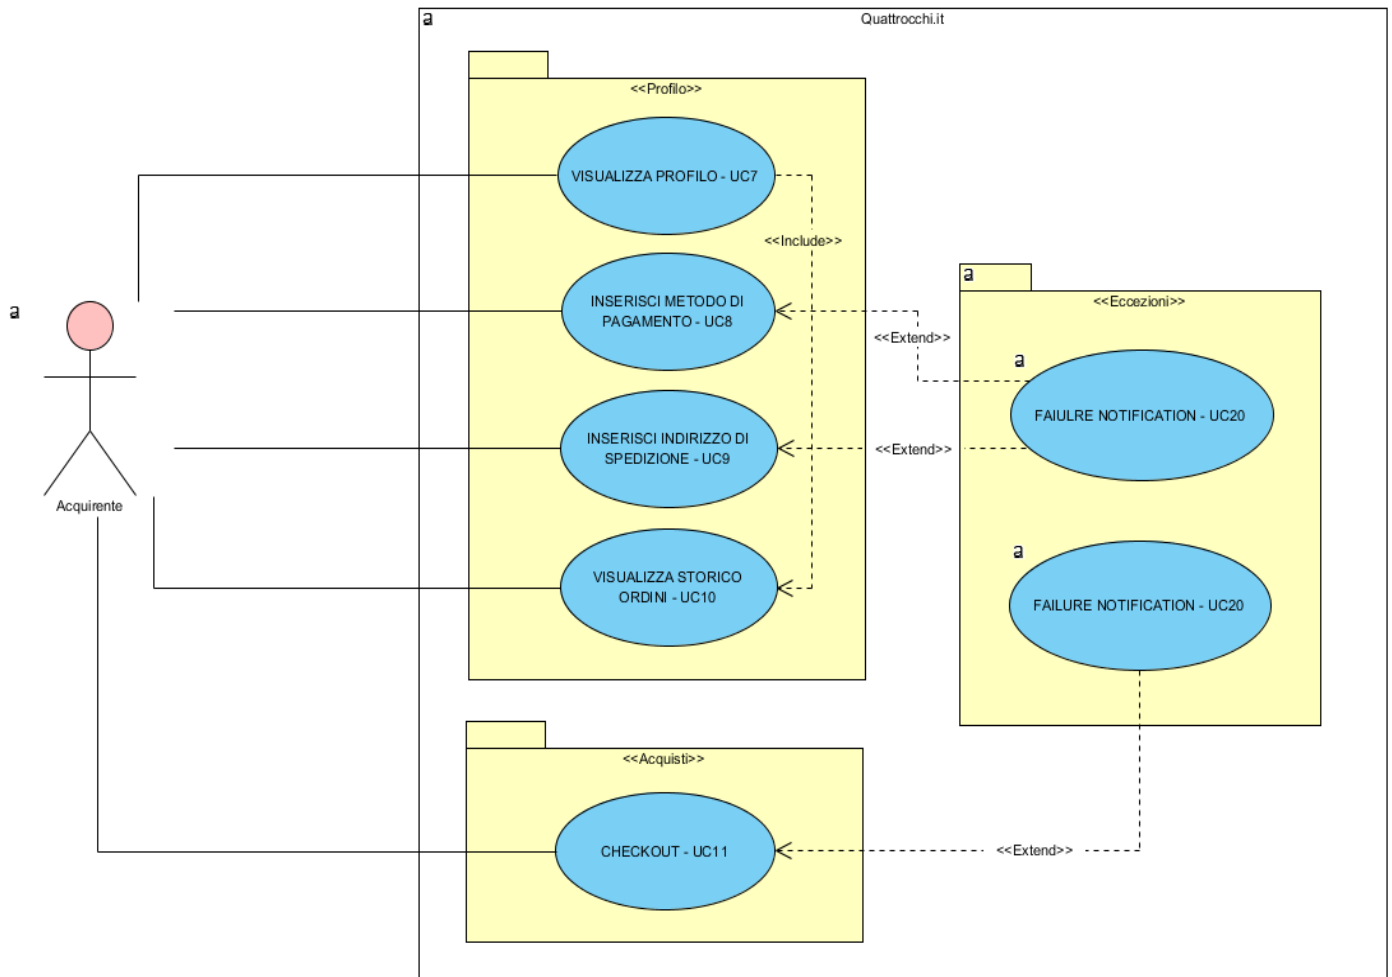 a
Quattrocchi.it
<<Profilo>>
VISUALIZZA PROFILO - UC7
<<Include>>
INSERISCI METODO DI
PAGAMENTO - UC8
<<Extend>>
INSERISCI INDIRIZZO DI
SPEDIZIONE - UC9
<<Extend>>
VISUALIZZA STORICO
ORDINI - UC10
a
<<Eccezioni>>
a
FAIULRE NOTIFICATION - UC20
a
FAILURE NOTIFICATION - UC20
a
Acquirente
<<Acquisti>>
CHECKOUT - UC11
<<Extend>>